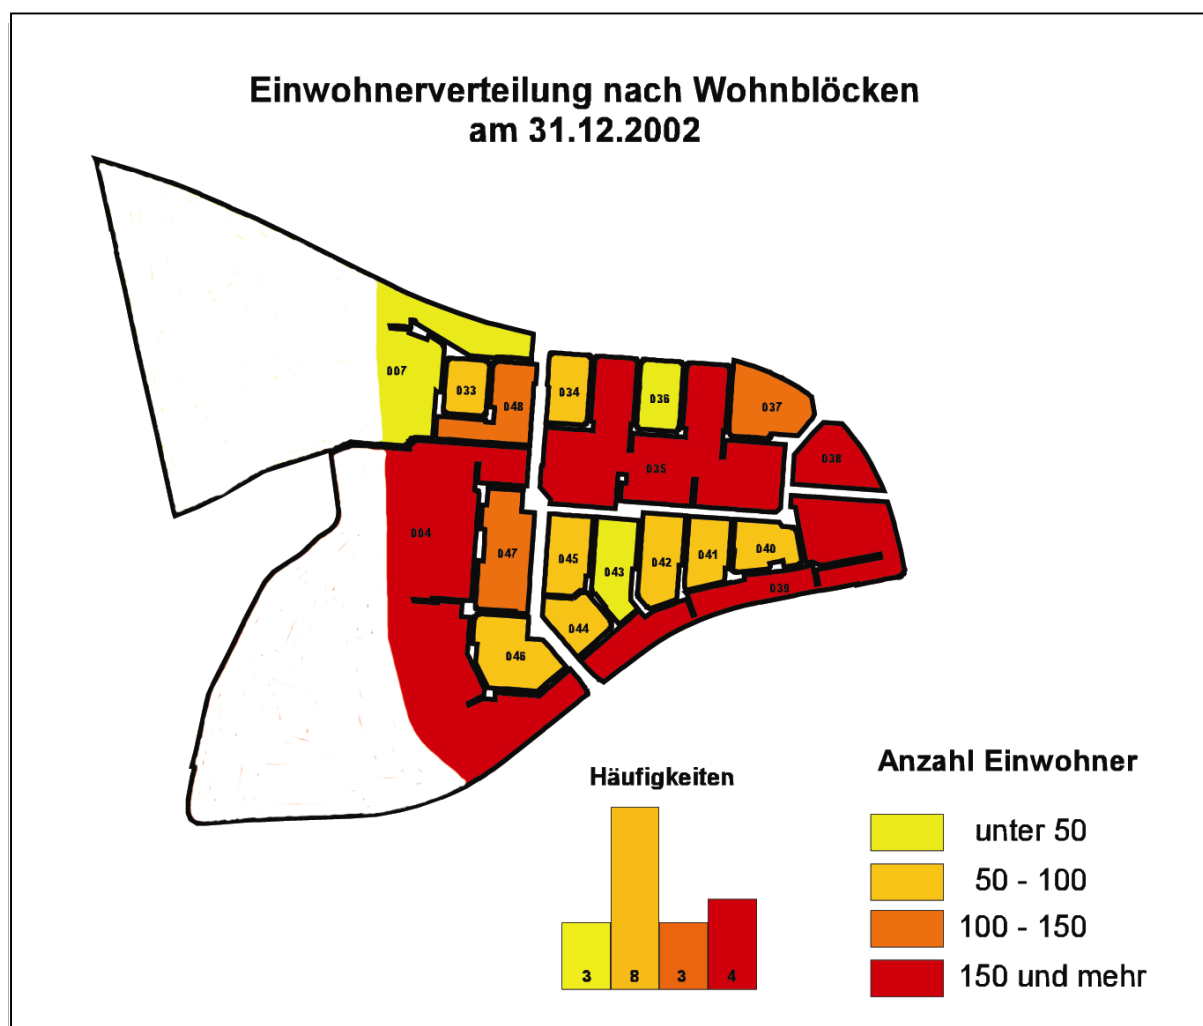 Einwohnerverteilung nach Wohnblöcken
am 31.12.2002
007
033
048
034
036
037
035
038
004
047
045
043
042
041
040
039
044
046
Häufigkeiten
3 8 3 4
Anzahl Einwohner
unter 50
50 - 100
100 - 150
150 und mehr